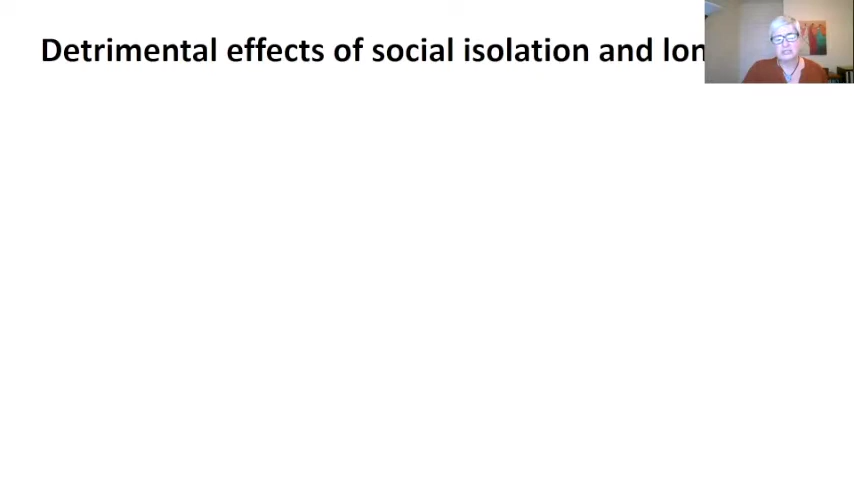 Detrimental effects of social isolation and lon